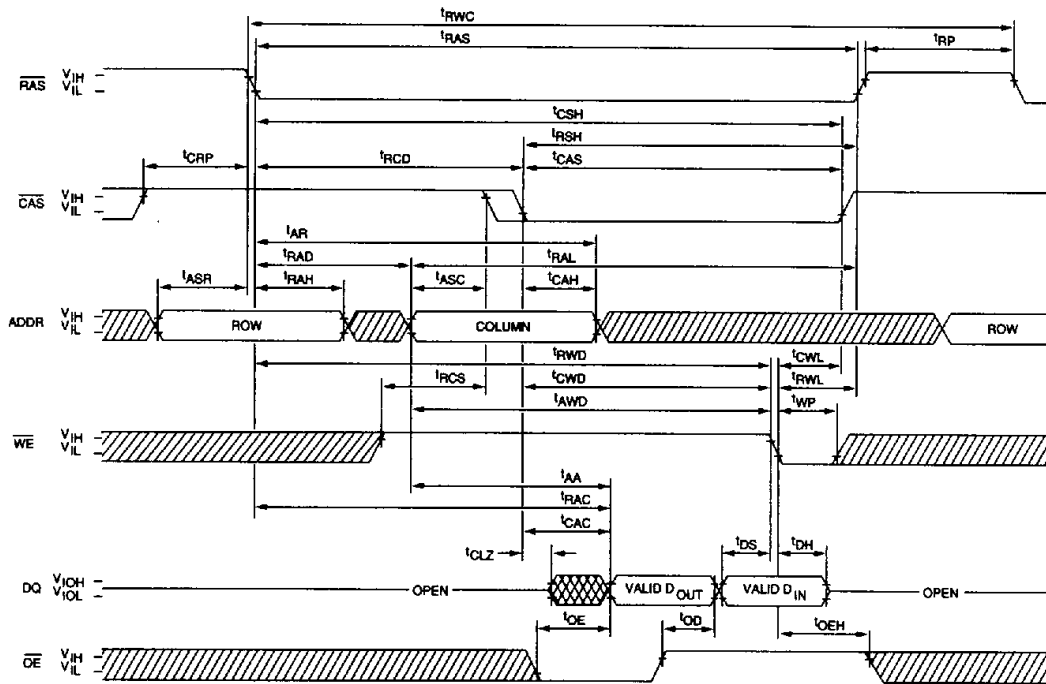 tRWC
tRAS
tRP
RAS VIH
VIL
tCSH
tRSH
tCRP
tRCD
tCAS
CAS VIH
VIL
tAR
tRAD
tRAL
tASR
tRAH
tASC
tCAH
ADDR VIH
VIL
ROW
COLUMN
ROW
tRWD
tCWL
tRCS
tCWD
tRWL
tAWD
tWP
WE VIH
VIL
tAA
tRAC
tCAC
tCLZ
tDS
tDH
DQ VIOH
VIOL
OPEN
VALID DOUT
VALID DIN
OPEN
tOE
tOD
tOEH
OE VIH
VIL